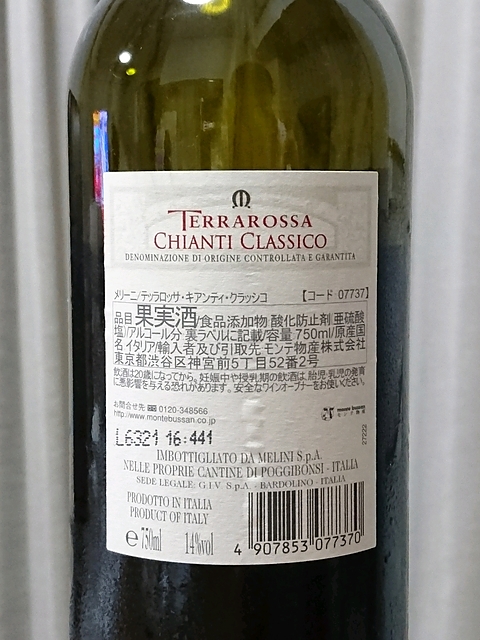 TERRAROSSA
CHIANTI CLASSICO
DENOMINAZIONE DI ORIGINE CONTROLLATA E GARANTITA
メリーニ/テッラロッサ・キアンティ・クラッシコ 【コード 07737】
品目 果実酒/食品添加物 酸化防止剤 亜硫酸
塩/アルコール分 裏ラベルに記載/容量 750ml/原産国
名 イタリア/輸入者及び引取先 モンテ物産株式会社
東京都渋谷区神宮前5丁目52番2号
飲酒は20歳になってから。妊娠中や授乳期の飲酒は、胎児・乳児の発育
に悪影響を与える恐れがあります。安全なワインオープナーをお使いください。
お問合せ先 0120-348566
http://www.montebussan.co.jp
monte bussan
モンテ物産
27222
L6321 16:441
IMBOTTIGLIATO DA MELINI S.p.A.
NELLE PROPRIE CANTINE DI POGGIBONSI - ITALIA
SEDE LEGALE: G.I.V. S.p.A. - BARDOLINO - ITALIA
PRODOTTO IN ITALIA
PRODUCT OF ITALY
e 750ml 14%vol
4 907853 077370